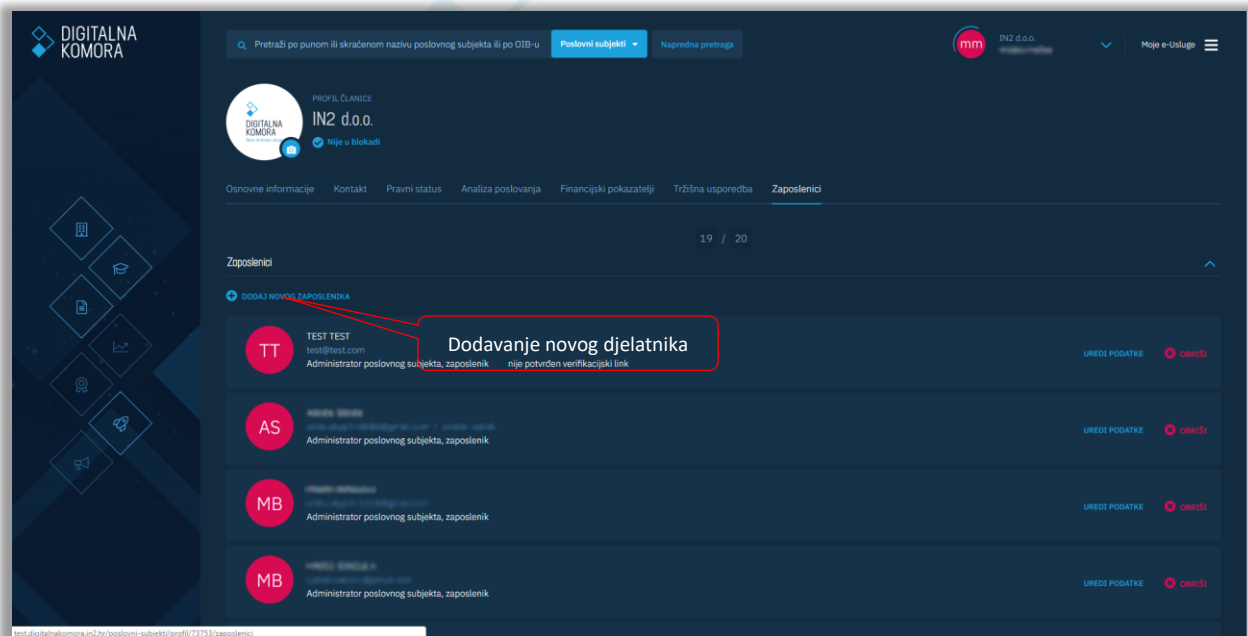 DIGITALNA
KOMORA
Pretraži po punom ili skraćenom nazivu poslovnog subjekta ili po OIB-u
Poslovni subjekti
Napredna pretraga
mm
IN2 d.o.o.
Moje e-Usluge
DIGITALNA
KOMORA
PROFIL ČLANICE
IN2 d.o.o.
Nije u blokadi
Osnovne informacije Kontakt Pravni status Analiza poslovanja Financijski pokazatelji Tržišna usporedba Zaposlenici
19 / 20
Zaposlenici
DODAJ NOVOG ZAPOSLENIKA
Dodavanje novog djelatnika
TT
TEST TEST
test@test.com
Administrator poslovnog subjekta, zaposlenik nije potvrđen verifikacijski link
UREDI PODATKE OBRIŠI
AS
Administrator poslovnog subjekta, zaposlenik
UREDI PODATKE OBRIŠI
MB
Administrator poslovnog subjekta, zaposlenik
UREDI PODATKE OBRIŠI
MB
Administrator poslovnog subjekta, zaposlenik
UREDI PODATKE OBRIŠI
test.digitalnakomora.in2.hr/poslovni-subjekti/profil/73753/zaposlenici